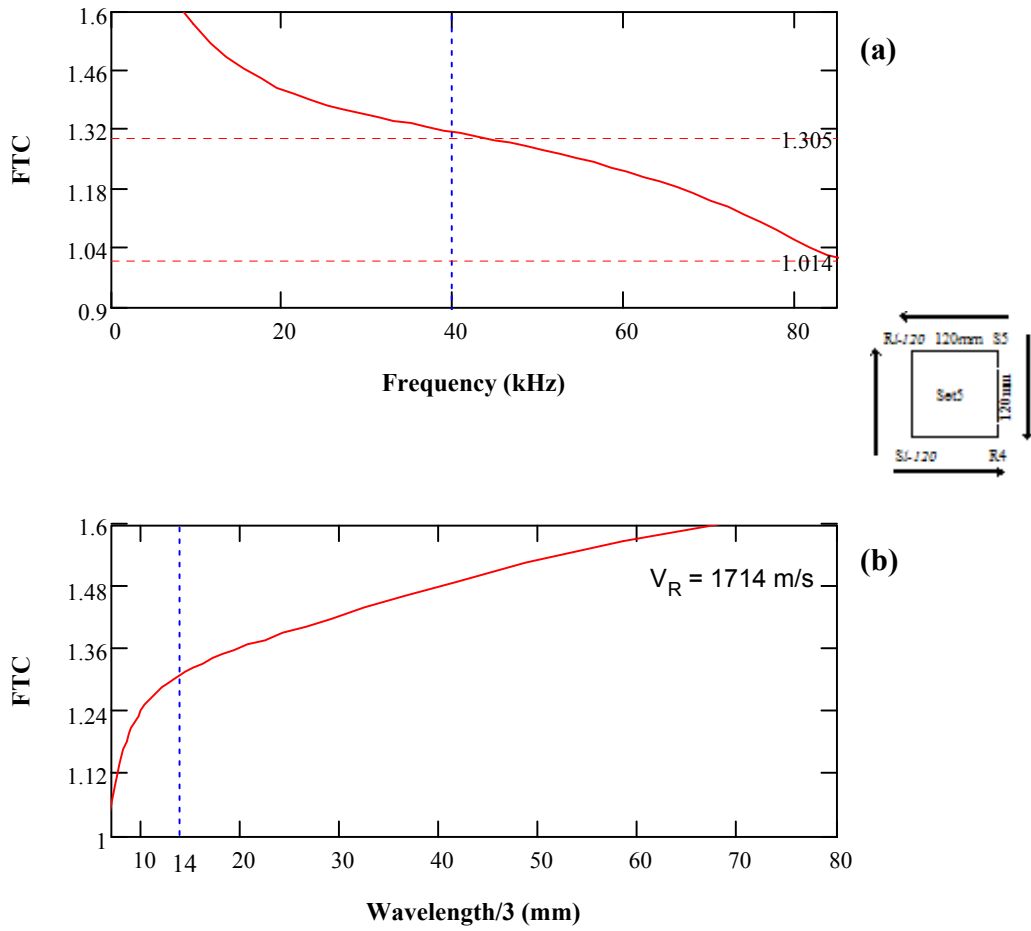 1.6
1.46
1.32
1.18
1.04
0.9
FTC
1.305
1.014
0 20 40 60 80
Frequency (kHz)
(a)
Ri-120 120mm S5
Set5
120mm
Si-120 R4
1.6
1.48
1.36
1.24
1.12
1
FTC
V_R = 1714 m/s
10 14 20 30 40 50 60 70 80
Wavelength/3 (mm)
(b)